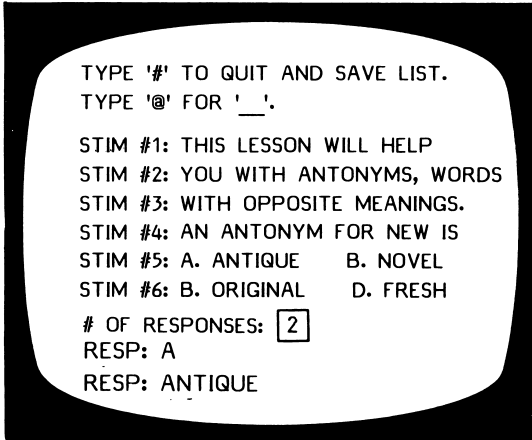 TYPE '#' TO QUIT AND SAVE LIST.
TYPE '@' FOR '__'.
STIM #1: THIS LESSON WILL HELP
STIM #2: YOU WITH ANTONYMS, WORDS
STIM #3: WITH OPPOSITE MEANINGS.
STIM #4: AN ANTONYM FOR NEW IS
STIM #5: A. ANTIQUE B. NOVEL
STIM #6: B. ORIGINAL D. FRESH
# OF RESPONSES: 2
RESP: A
RESP: ANTIQUE